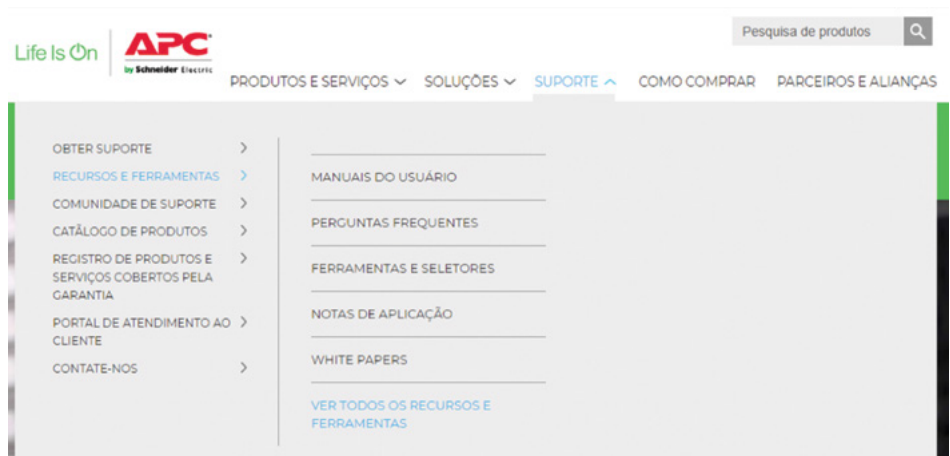 Pesquisa de produtos
Life Is On
APC
by Schneider Electric
PRODUTOS E SERVIÇOS
SOLUÇÕES
SUPORTE
COMO COMPRAR
PARCEIROS E ALIANÇAS
OBTER SUPORTE
RECURSOS E FERRAMENTAS
COMUNIDADE DE SUPORTE
CATÁLOGO DE PRODUTOS
REGISTRO DE PRODUTOS E
SERVIÇOS COBERTOS PELA
GARANTIA
PORTAL DE ATENDIMENTO AO
CLIENTE
CONTATE-NOS
MANUAIS DO USUÁRIO
PERGUNTAS FREQUENTES
FERRAMENTAS E SELETORES
NOTAS DE APLICAÇÃO
WHITE PAPERS
VER TODOS OS RECURSOS E
FERRAMENTAS